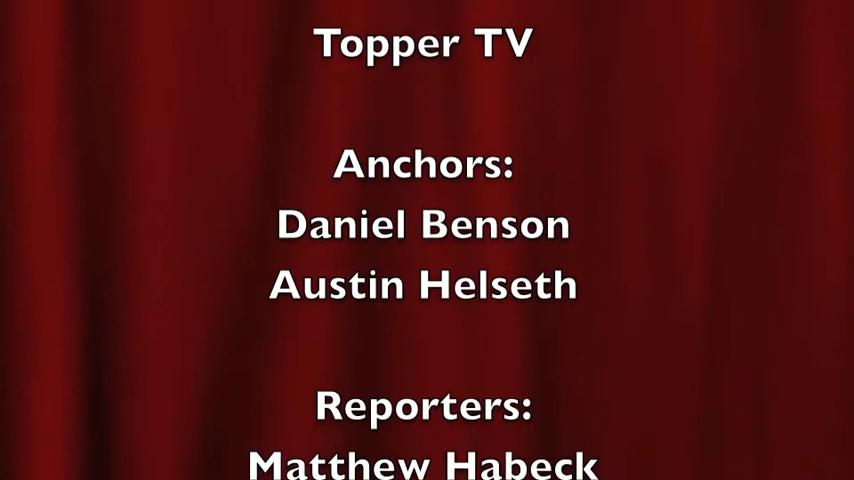 Topper TV
Anchors:
Daniel Benson
Austin Helseth
Reporters:
Matthew Habeck